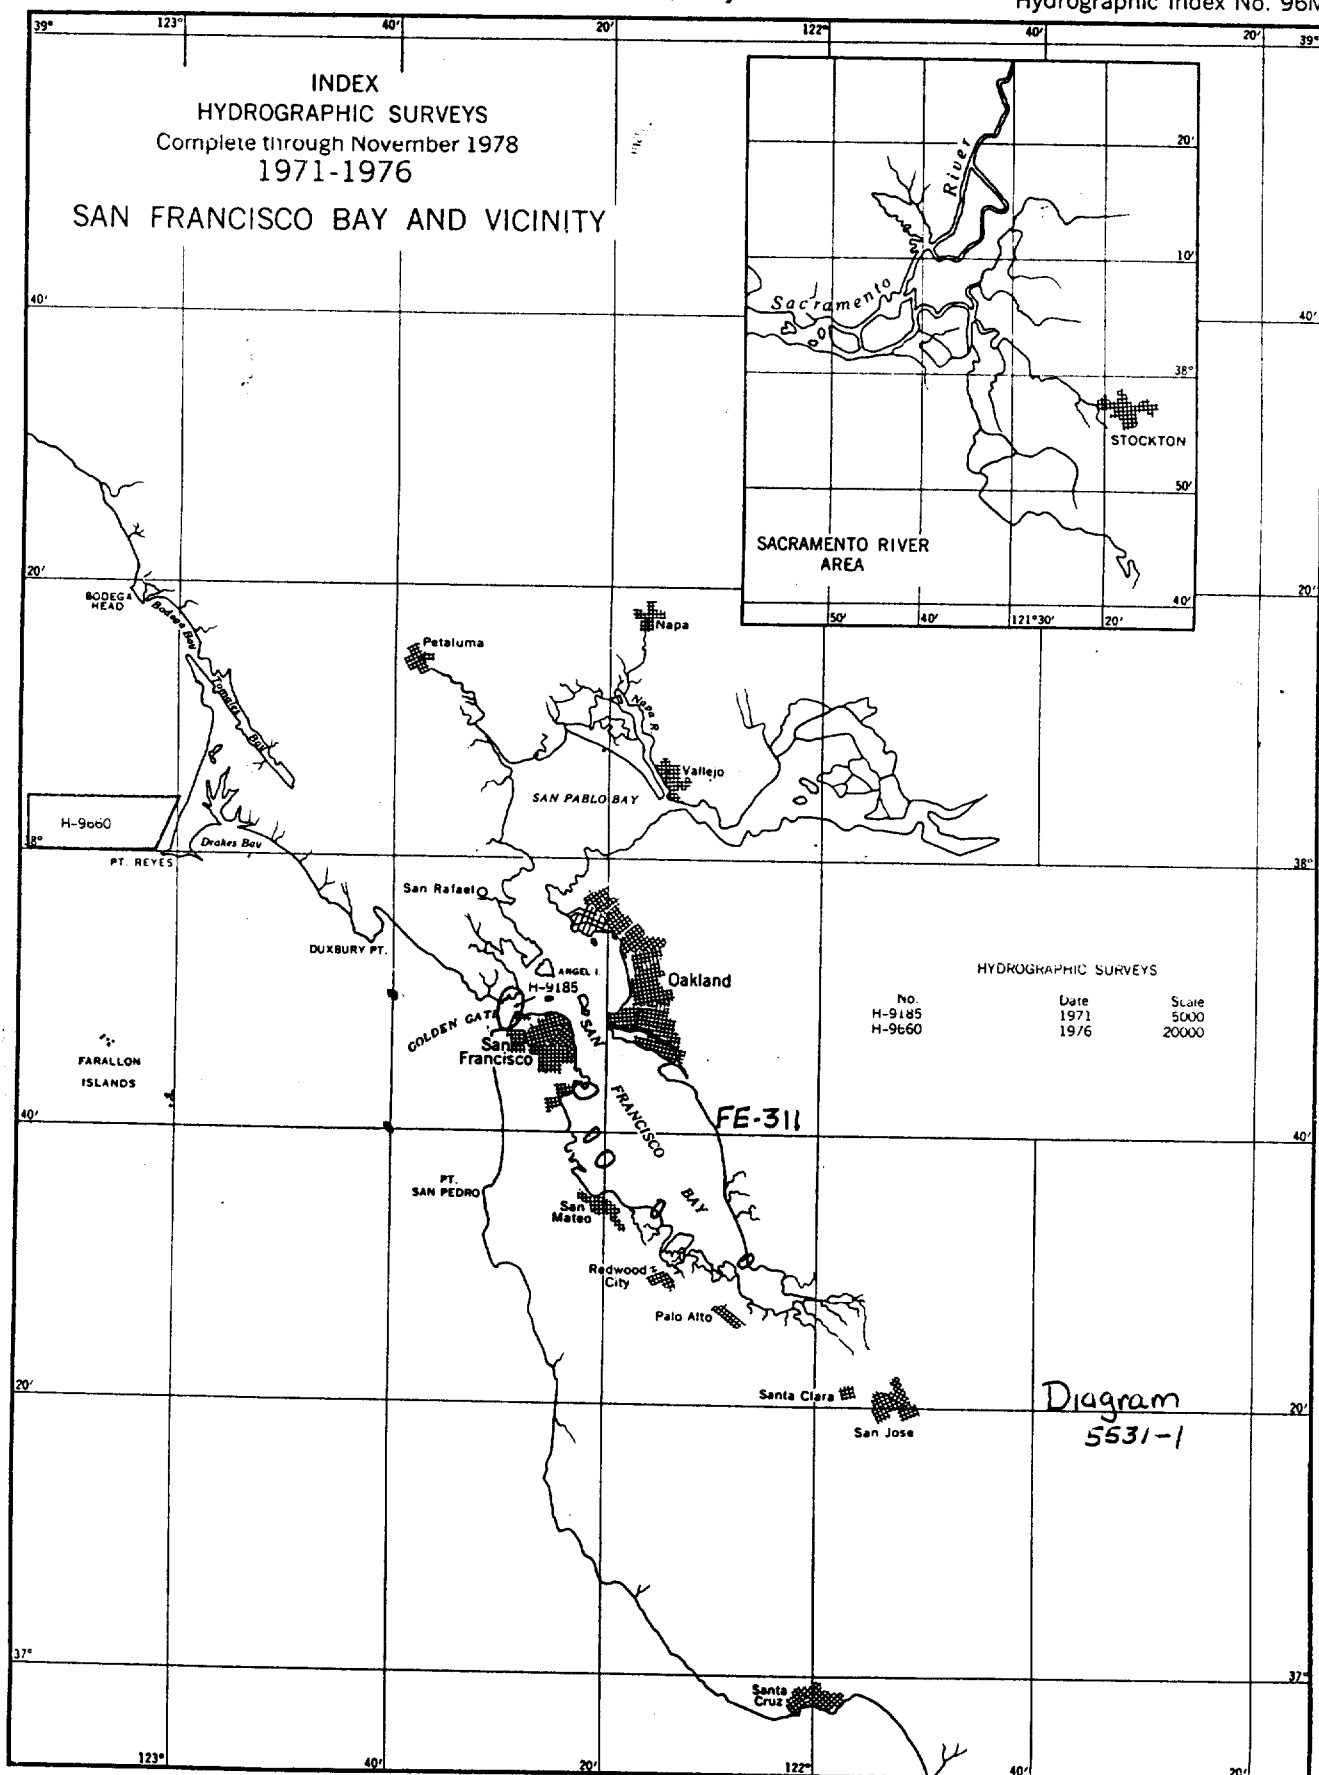 Hydrographic Index No. 96M
39° 123° 40' 20' 122° 40' 20' 39°
INDEX
HYDROGRAPHIC SURVEYS
Complete through November 1978
1971-1976
SAN FRANCISCO BAY AND VICINITY
River
20'
10'
Sacramento
38°
STOCKTON
50'
SACRAMENTO RIVER
AREA
40'
50' 40' 121°30' 20'
40' 40'
20' 20'
BODEGA
HEAD
Bodega Bay
Tomales
Bay
Petaluma
Napa
Napa R.
Vallejo
SAN PABLO BAY
H-9660
38° 38°
Drakes Bay
PT. REYES
San Rafael
DUXBURY PT.
ANGEL I.
H-9185
Oakland
GOLDEN GATE
San
Francisco
SAN
FRANCISCO
BAY
HYDROGRAPHIC SURVEYS
No. Date Scale
H-9185 1971 5000
H-9660 1976 20000
FARALLON
ISLANDS
40' 40'
FE-311
PT.
SAN PEDRO
San
Mateo
Redwood
City
Palo Alto
20' 20'
Santa Clara
San Jose
Diagram
5531-1
37° 37°
Santa
Cruz
123° 40' 20' 122° 40' 20'